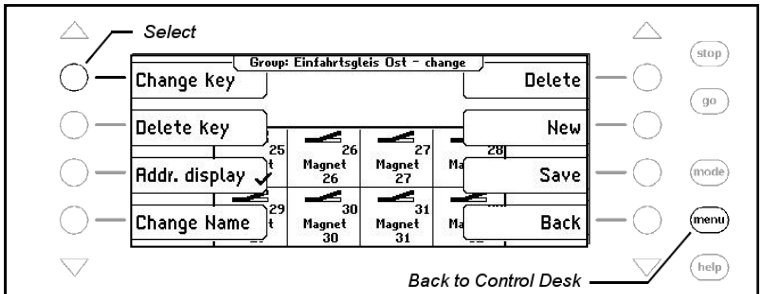 Select
Group: Einfahrtsgleis Ost - change
Change key
Delete
stop
go
Delete key
New
25
26
27
28
Magnet
Magnet
26
27
Addr. display ✓
Save
mode
29
30
31
Magnet
Magnet
30
31
Change Name
Back
menu
Back to Control Desk
help